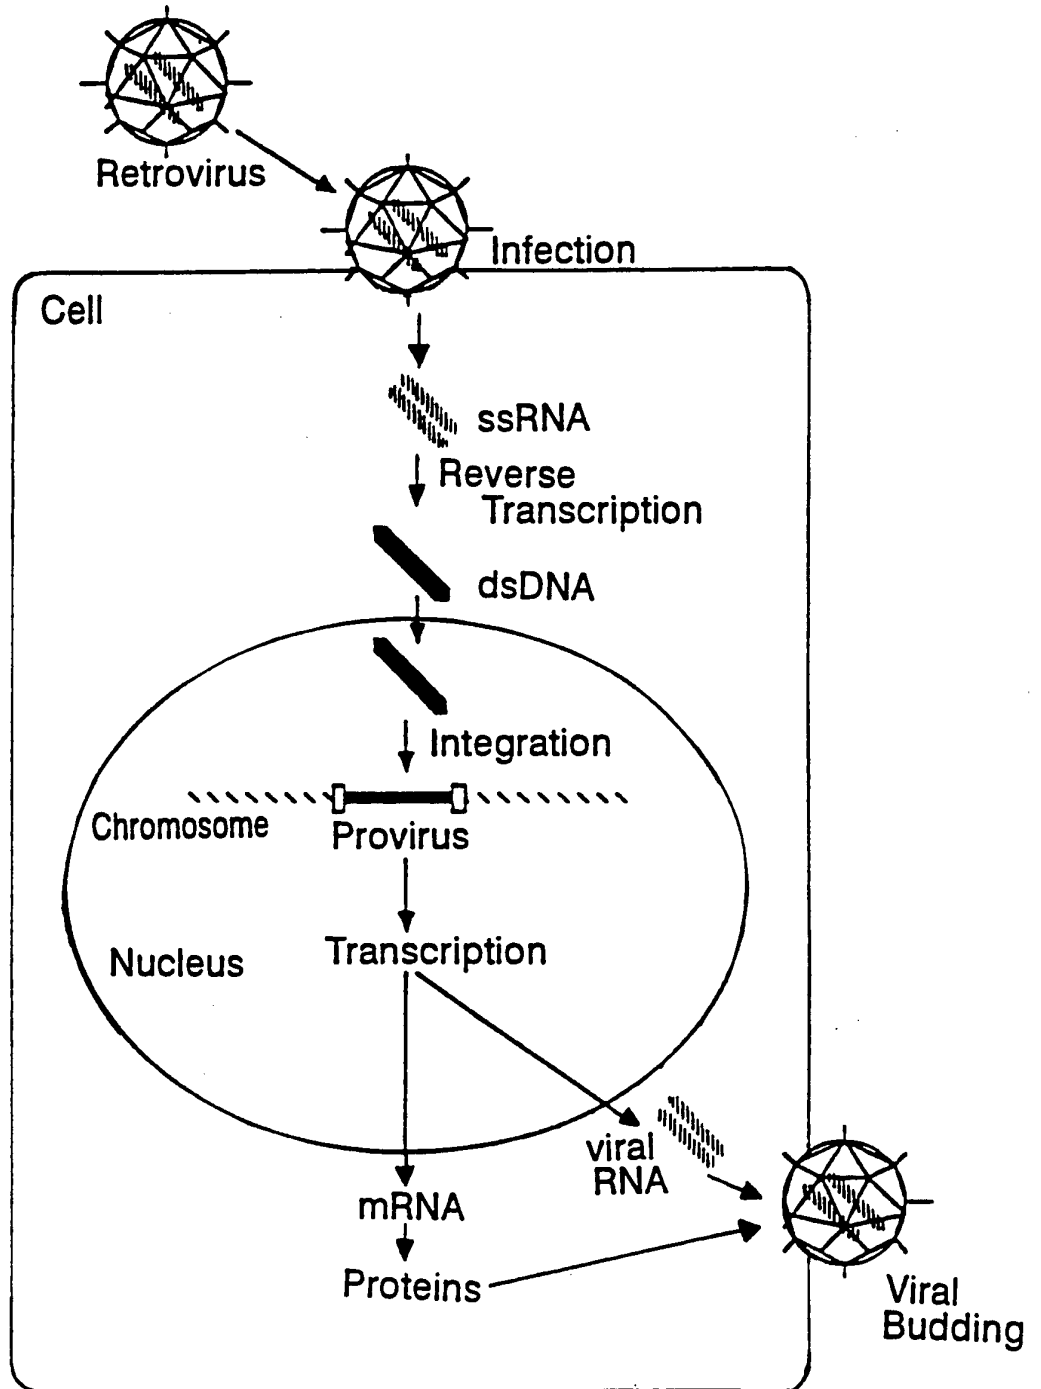 Retrovirus
Infection
Cell
ssRNA
Reverse
Transcription
dsDNA
Integration
Chromosome
Provirus
Nucleus
Transcription
viral
RNA
mRNA
Proteins
Viral
Budding